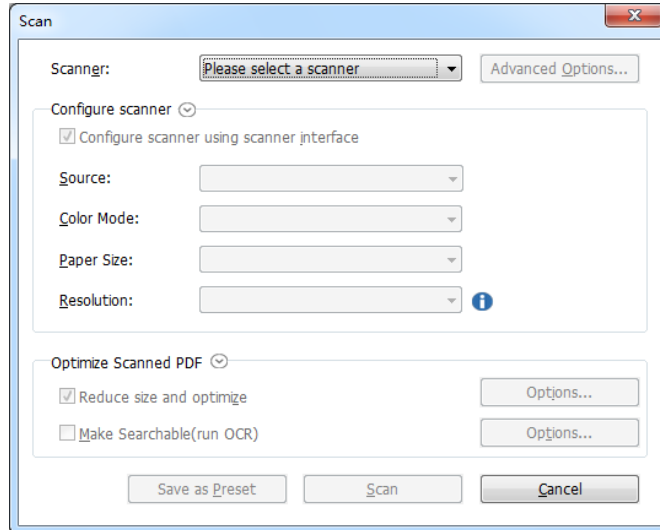 Scan
Scanner: Please select a scanner Advanced Options...
Configure scanner
Configure scanner using scanner interface
Source:
Color Mode:
Paper Size:
Resolution:
Optimize Scanned PDF
Reduce size and optimize Options...
Make Searchable(run OCR) Options...
Save as Preset Scan Cancel